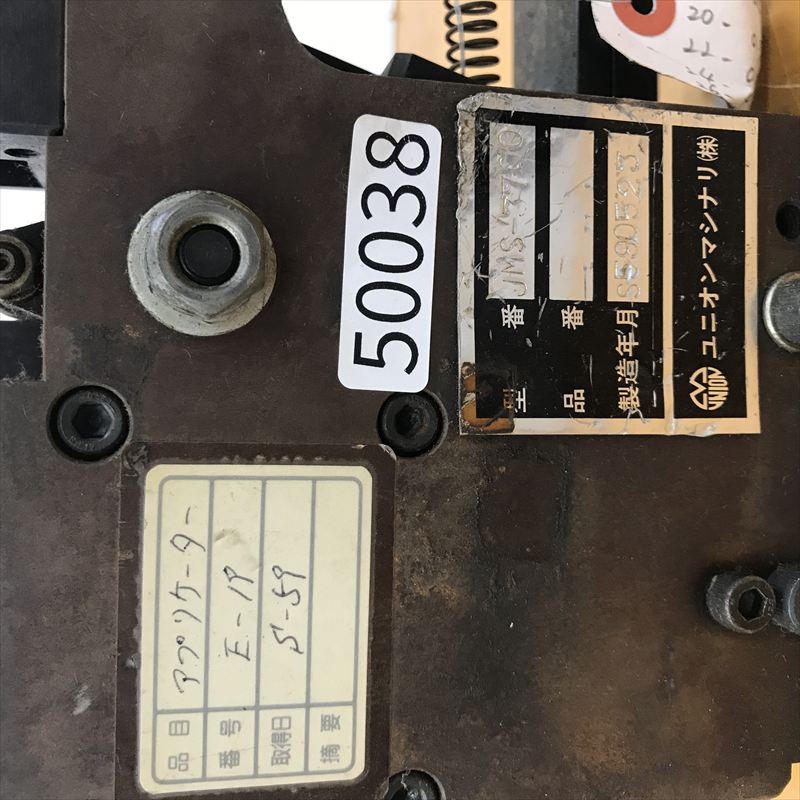 50038
型番 JMS-
品番
製造年月 S590523
UNION ユニオンマシナリ(株)
品目 アプリケーター
番号 E-19
取得日 S-59
摘要
20-
22-
24-